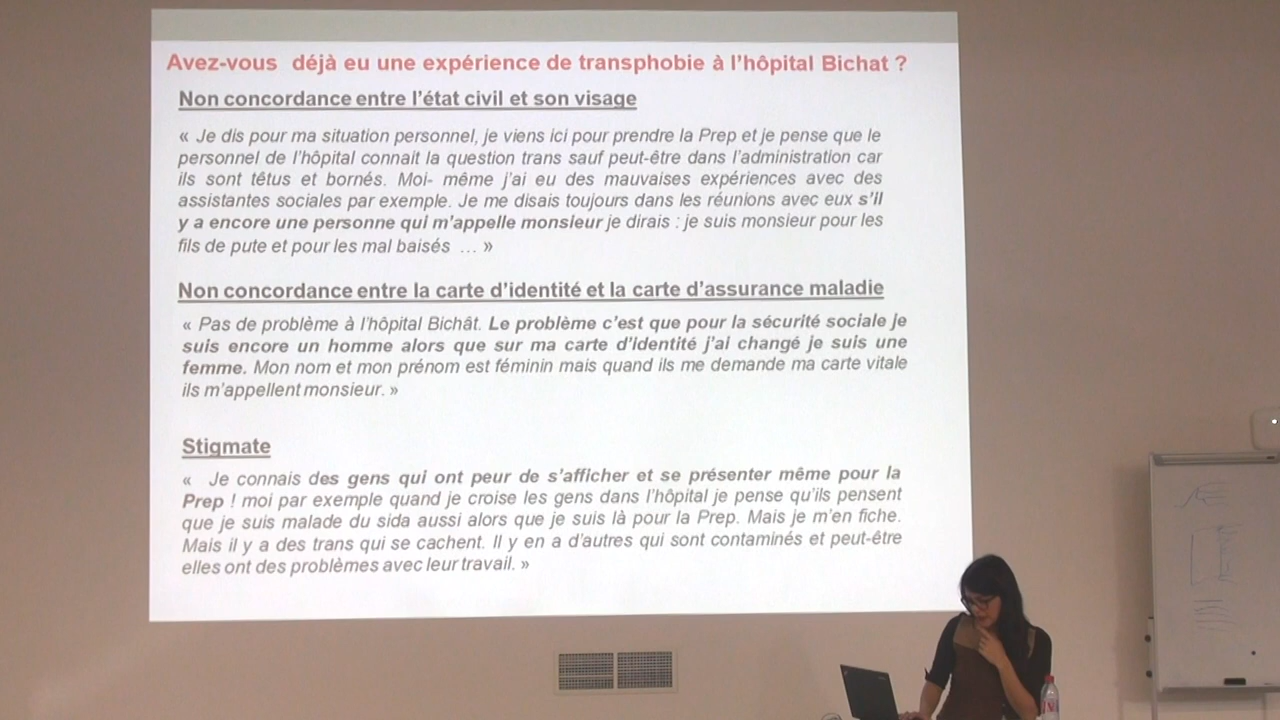 Avez-vous déjà eu une expérience de transphobie à l'hôpital Bichat ?
Non concordance entre l'état civil et son visage
« Je dis pour ma situation personnel, je viens ici pour prendre la Prep et je pense que le
personnel de l'hôpital connait la question trans sauf peut-être dans l'administration car
ils sont têtus et bornés. Moi- même j'ai eu des mauvaises expériences avec des
assistantes sociales par exemple. Je me disais toujours dans les réunions avec eux s'il
y a encore une personne qui m'appelle monsieur je dirais : je suis monsieur pour les
fils de pute et pour les mal baisés … »
Non concordance entre la carte d'identité et la carte d'assurance maladie
« Pas de problème à l'hôpital Bichât. Le problème c'est que pour la sécurité sociale je
suis encore un homme alors que sur ma carte d'identité j'ai changé je suis une
femme. Mon nom et mon prénom est féminin mais quand ils me demande ma carte vitale
ils m'appellent monsieur. »
Stigmate
« Je connais des gens qui ont peur de s'afficher et se présenter même pour la
Prep ! moi par exemple quand je croise les gens dans l'hôpital je pense qu'ils pensent
que je suis malade du sida aussi alors que je suis là pour la Prep. Mais je m'en fiche.
Mais il y a des trans qui se cachent. Il y en a d'autres qui sont contaminés et peut-être
elles ont des problèmes avec leur travail. »